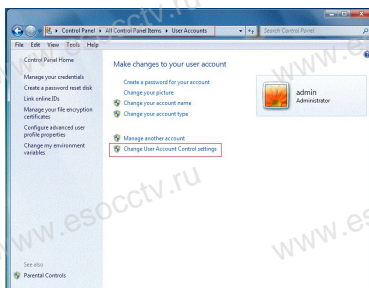 Control Panel ▸ All Control Panel Items ▸ User Accounts
Search Control Panel
File Edit View Tools Help
Control Panel Home
Manage your credentials
Create a password reset disk
Link online IDs
Manage your file encryption
certificates
Configure advanced user
profile properties
Change my environment
variables
See also
Parental Controls
Make changes to your user account
Create a password for your account
Change your picture
Change your account name
Change your account type
Manage another account
Change User Account Control settings
admin
Administrator
www.esocctv.ru
www.es